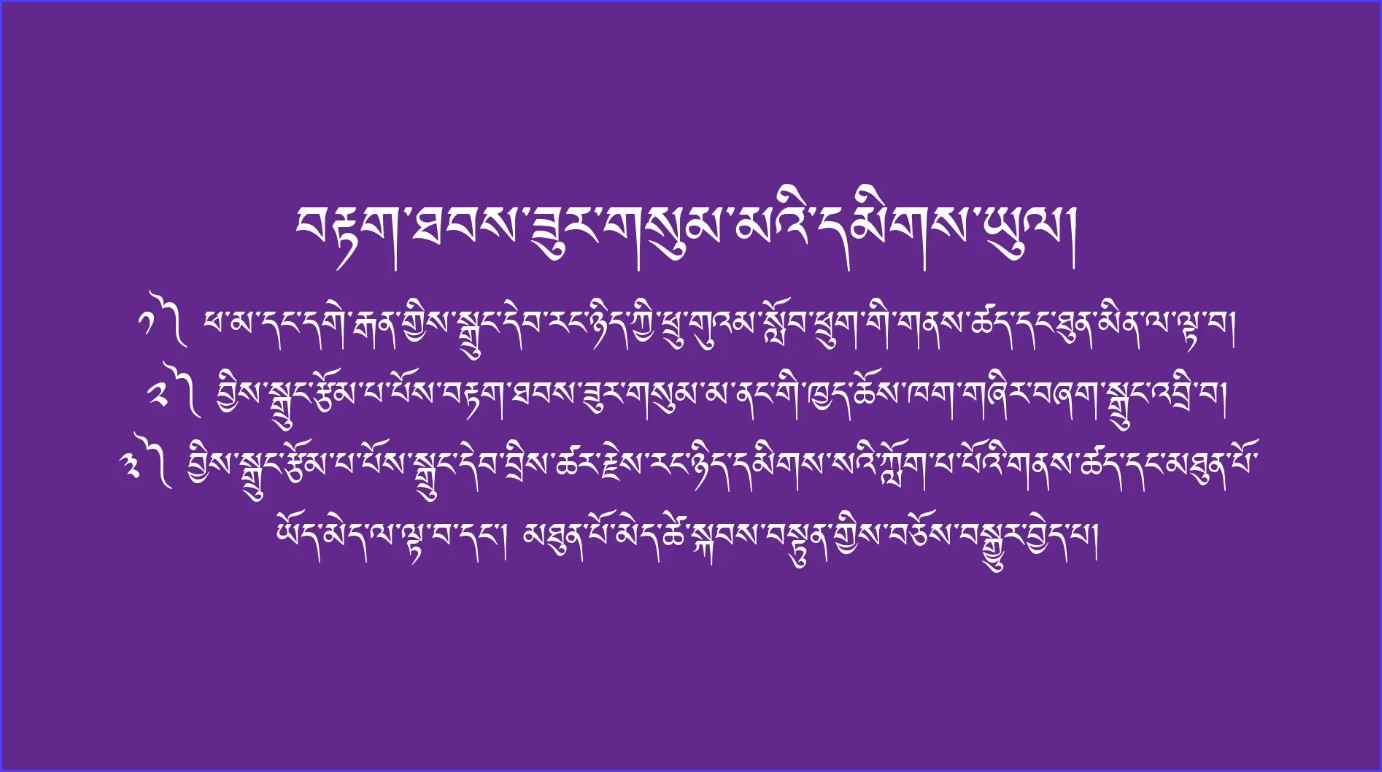 བརྟག་ཐབས་ཟུར་གསུམ་མའི་དམིགས་ཡུལ།
༡༽ ཕ་མ་དང་དགེ་རྒན་གྱིས་སྒྲུང་དེབ་རང་ཉིད་ཀྱི་ཕྲུ་གུའམ་སློབ་ཕྲུག་གི་གནས་ཚད་དང་ཐུན་མིན་ལ་ལྟ་བ།
༢༽ བྱིས་སྒྲུང་རྩོམ་པ་པོས་བརྟག་ཐབས་ཟུར་གསུམ་མ་ནང་གི་ཁྱད་ཆོས་ཁག་གཞིར་བཞག་སྒྲུང་འབྲི་བ།
༣༽ བྱིས་སྒྲུང་རྩོམ་པ་པོས་སྒྲུང་དེབ་བྲིས་ཚར་རྗེས་རང་ཉིད་དམིགས་སའི་ཀློག་པ་པོའི་གནས་ཚད་དང་མཐུན་པོ་
ཡོད་མེད་ལ་ལྟ་བ་དང་། མཐུན་པོ་མེད་ཚེ་སྐབས་བསྟུན་གྱིས་བཅོས་བསྒྱུར་བྱེད་པ།